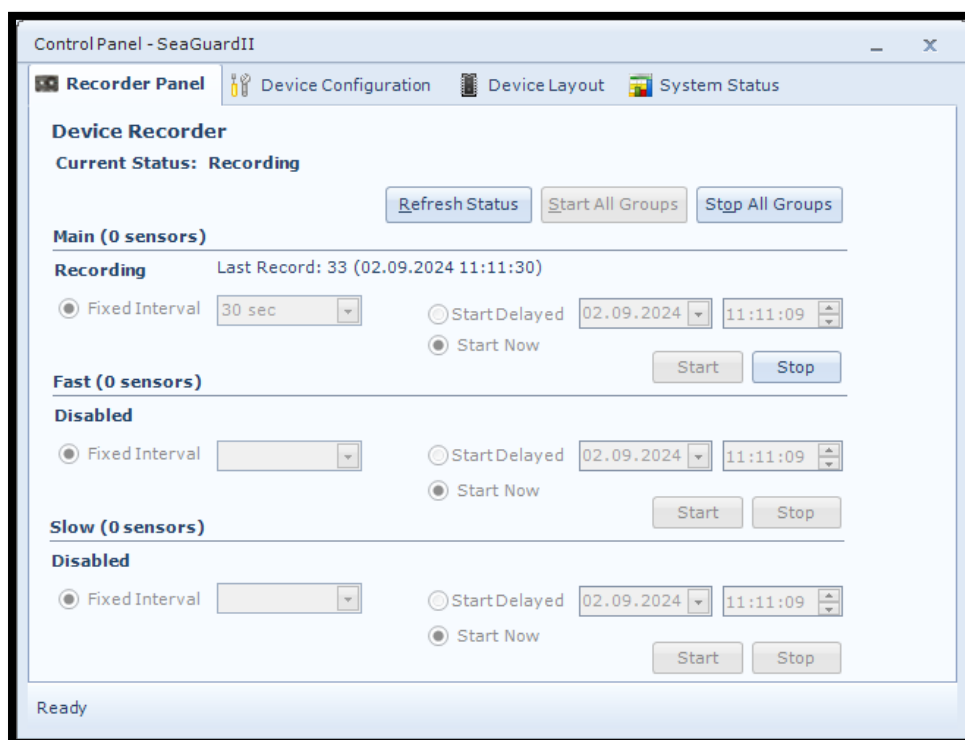 Control Panel - SeaGuardII
Recorder Panel Device Configuration Device Layout System Status
Device Recorder
Current Status: Recording
Refresh Status Start All Groups Stop All Groups
Main (0 sensors)
Recording Last Record: 33 (02.09.2024 11:11:30)
Fixed Interval 30 sec Start Delayed 02.09.2024 11:11:09
Start Now
Start Stop
Fast (0 sensors)
Disabled
Fixed Interval Start Delayed 02.09.2024 11:11:09
Start Now
Start Stop
Slow (0 sensors)
Disabled
Fixed Interval Start Delayed 02.09.2024 11:11:09
Start Now
Start Stop
Ready